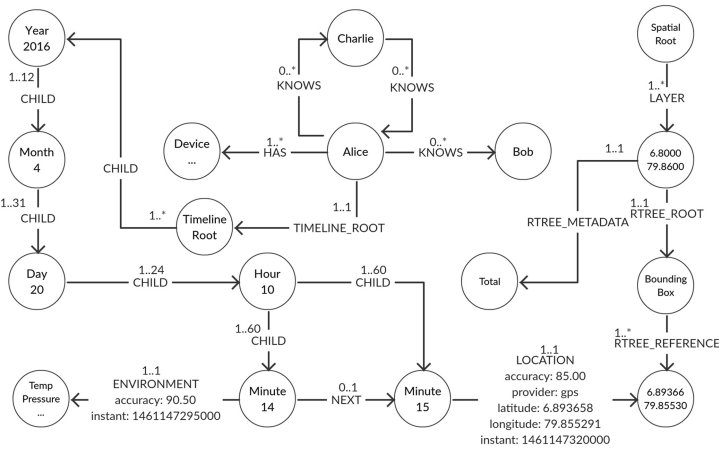 Year
2016
Charlie
Spatial
Root
1..12
CHILD
0..*
KNOWS
0..*
KNOWS
1..*
LAYER
Month
4
Device
...
1..*
HAS
Alice
0..*
KNOWS
Bob
1..1
6.8000
79.8600
CHILD
1..31
CHILD
1..*
Timeline
Root
1..1
TIMELINE_ROOT
RTREE_METADATA
1..1
RTREE_ROOT
Day
20
1..24
CHILD
Hour
10
1..60
CHILD
Total
Bounding
Box
1..60
CHILD
1..*
RTREE_REFERENCE
Temp
Pressure
...
1..1
ENVIRONMENT
accuracy: 90.50
instant: 1461147295000
Minute
14
0..1
NEXT
Minute
15
1..1
LOCATION
accuracy: 85.00
provider: gps
latitude: 6.893658
longitude: 79.855291
instant: 1461147320000
6.89366
79.85530